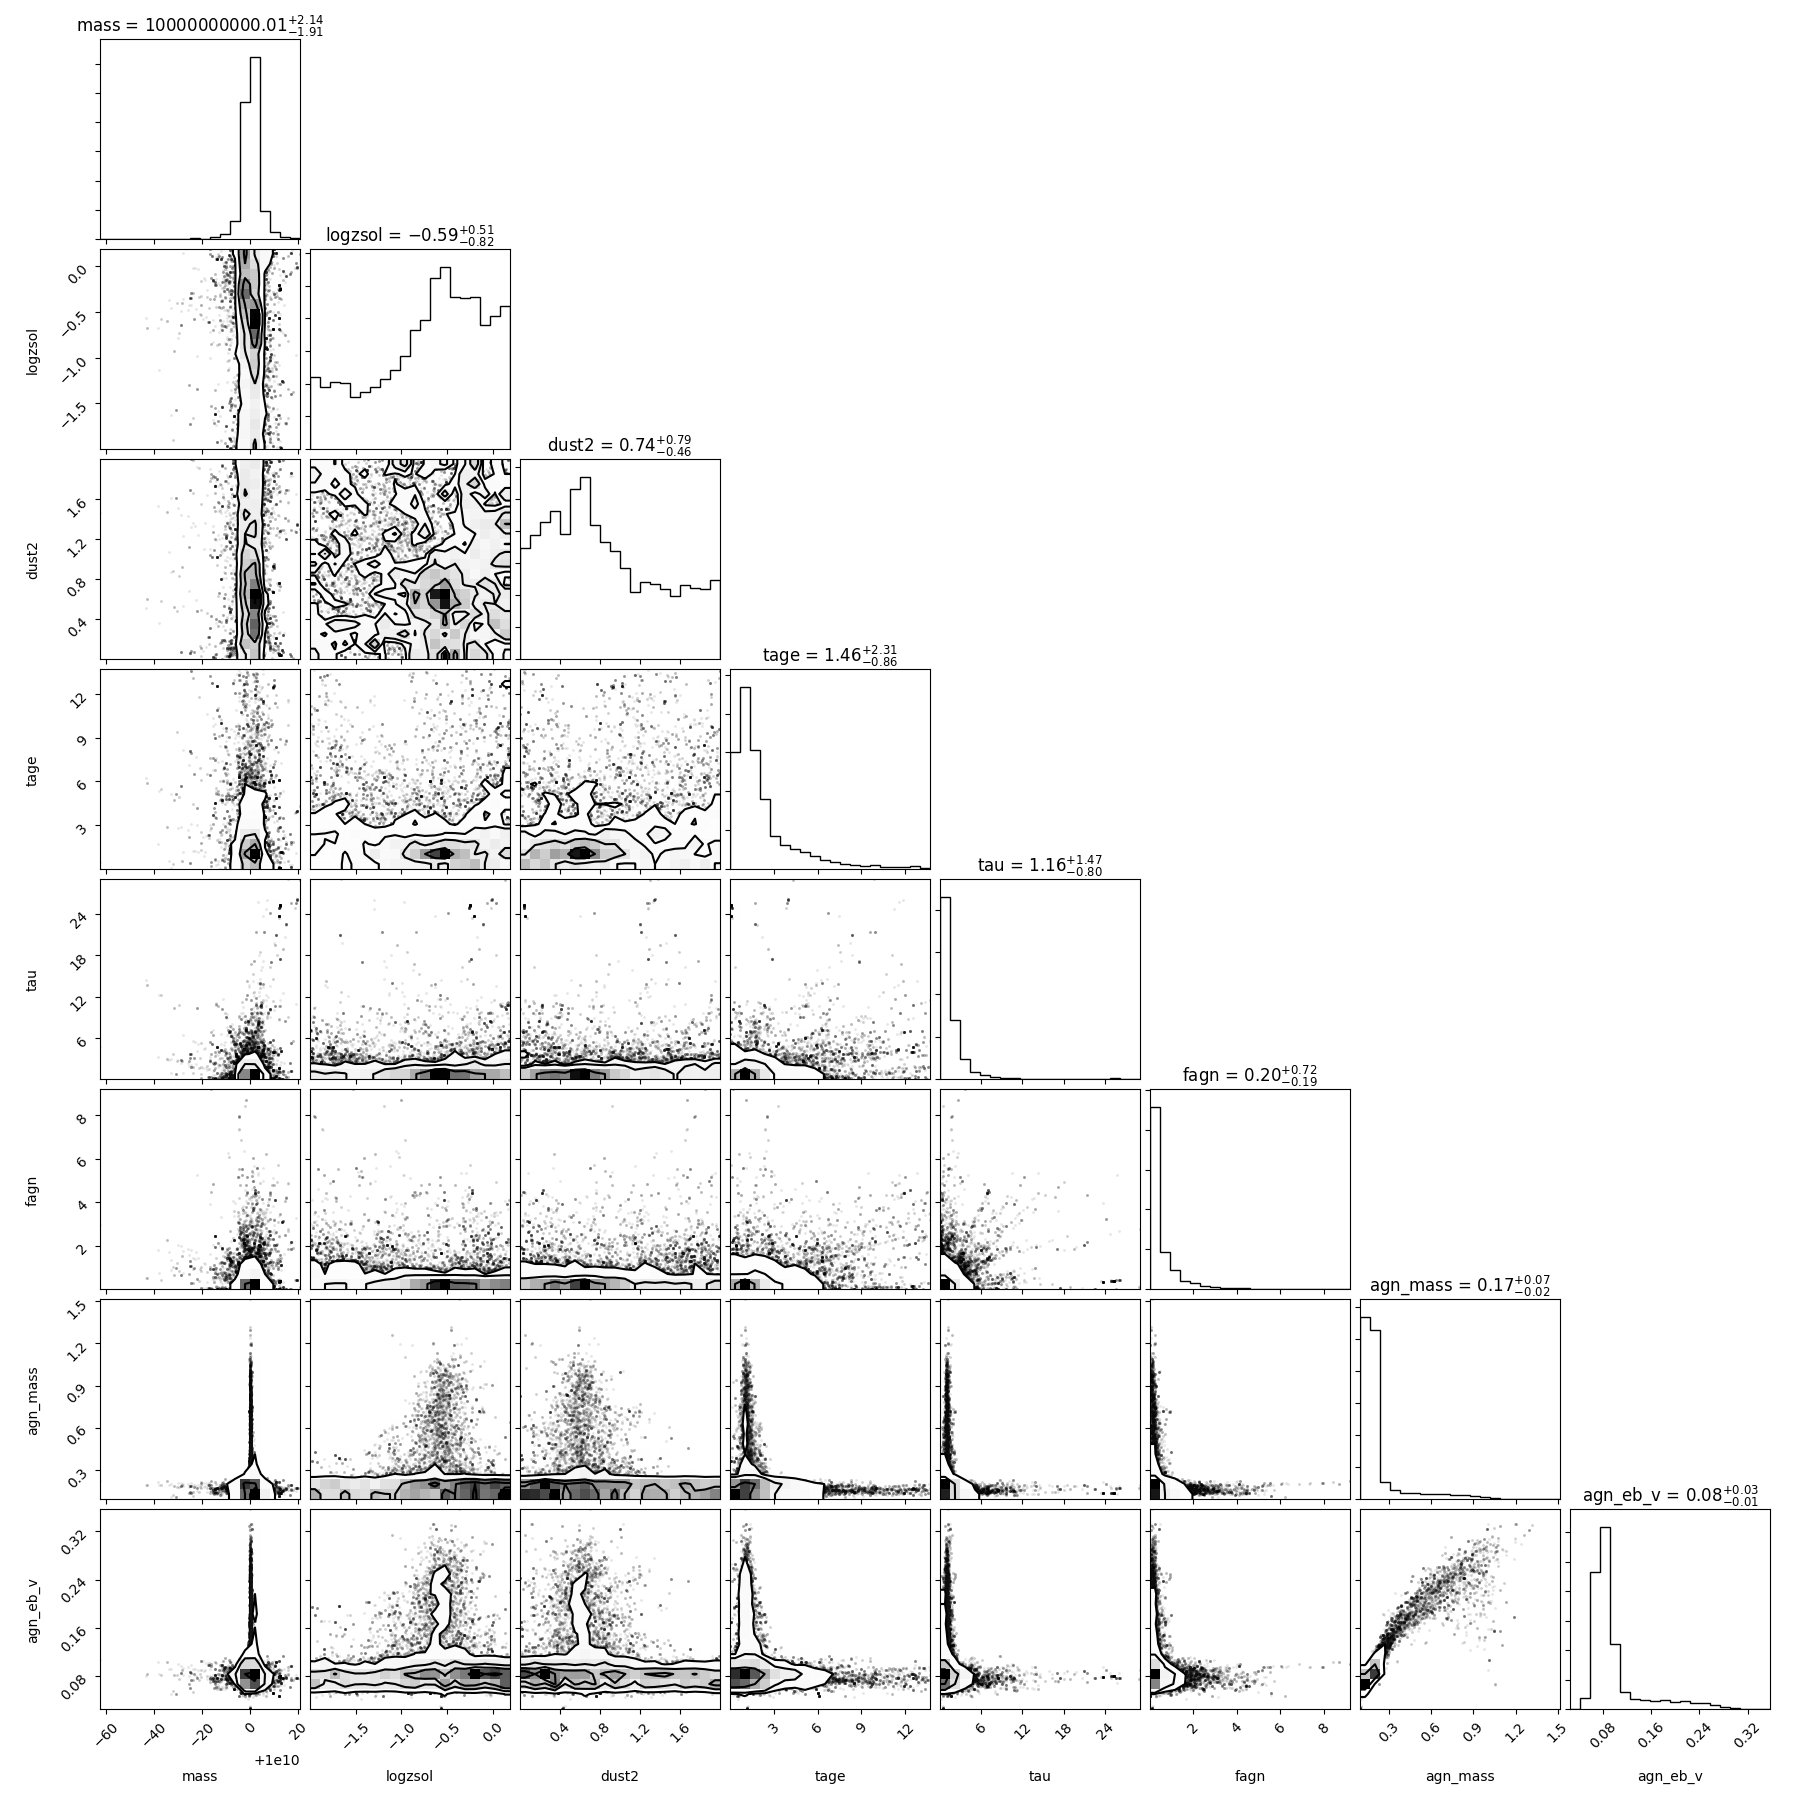 mass = 10000000000.01+2.14 −1.91
logzsol = −0.59+0.51 −0.82
0.0
−0.5
−1.0
−1.5
logzsol
dust2 = 0.74+0.79 −0.46
1.6
1.2
0.8
0.4
dust2
tage = 1.46+2.31 −0.86
12
9
6
3
tage
tau = 1.16+1.47 −0.80
24
18
12
6
tau
fagn = 0.20+0.72 −0.19
8
6
4
2
fagn
agn_mass = 0.17+0.07 −0.02
1.5
1.2
0.9
0.6
0.3
agn_mass
agn_eb_v = 0.08+0.03 −0.01
0.32
0.24
0.16
0.08
agn_eb_v
−60 −40 −20 0 20 −1.5 −1.0 −0.5 0.0 0.4 0.8 1.2 1.6 3 6 9 12 6 12 18 24 2 4 6 8 0.3 0.6 0.9 1.2 1.5 0.08 0.16 0.24 0.32
+1e10
mass logzsol dust2 tage tau fagn agn_mass agn_eb_v